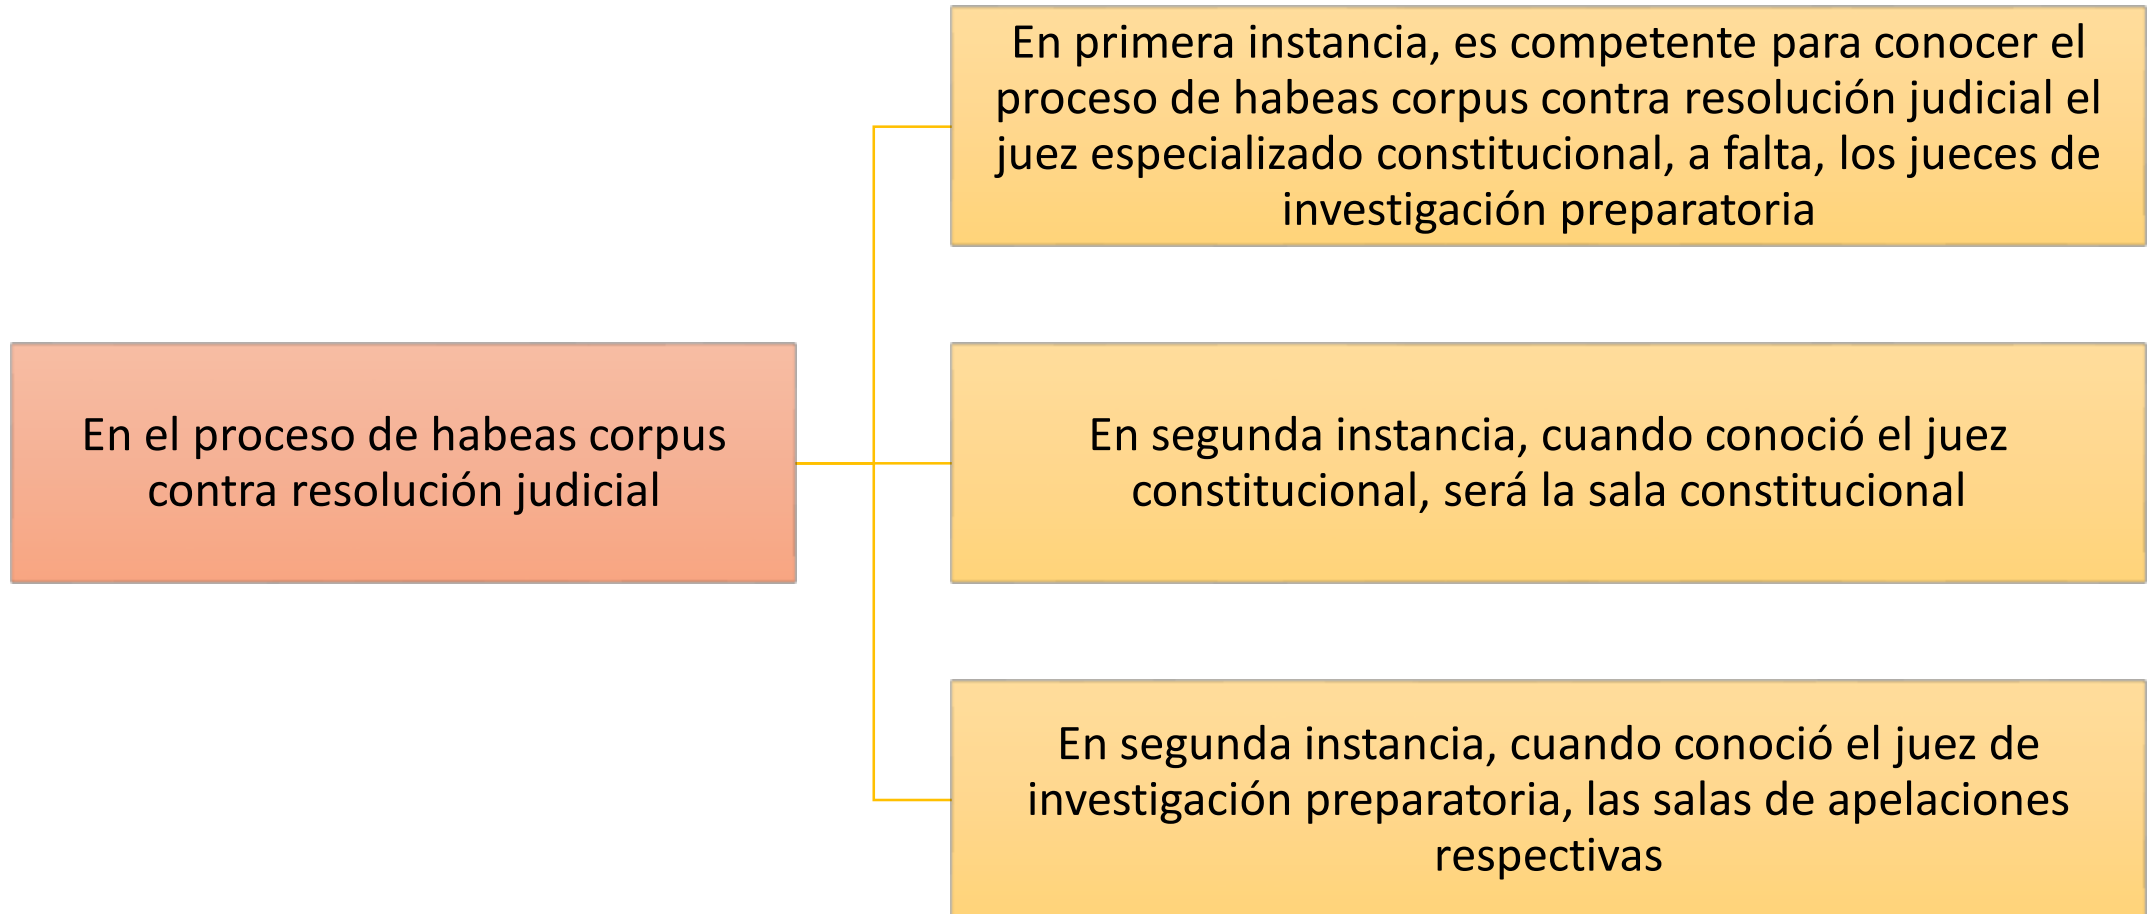 En el proceso de habeas corpus
contra resolución judicial
En primera instancia, es competente para conocer el
proceso de habeas corpus contra resolución judicial el
juez especializado constitucional, a falta, los jueces de
investigación preparatoria
En segunda instancia, cuando conoció el juez
constitucional, será la sala constitucional
En segunda instancia, cuando conoció el juez de
investigación preparatoria, las salas de apelaciones
respectivas